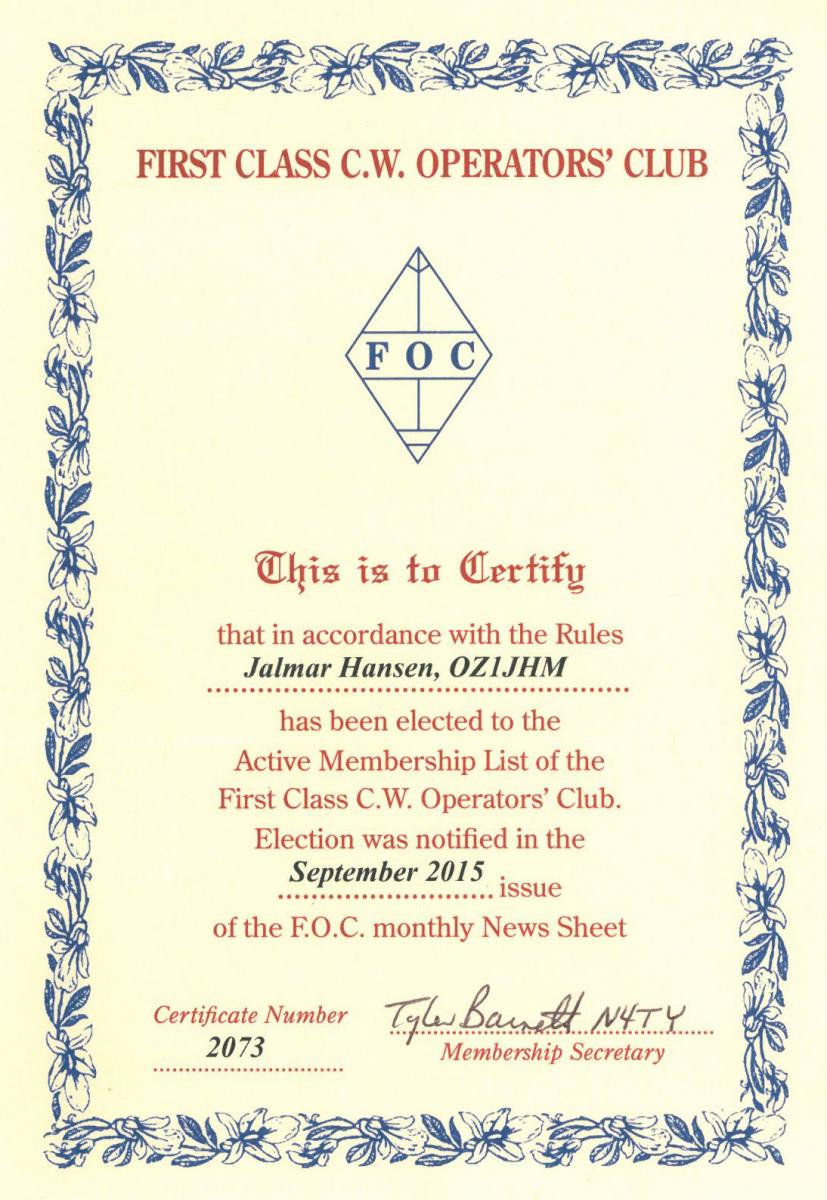 FIRST CLASS C.W. OPERATORS' CLUB
F O C
This is to Certify
that in accordance with the Rules
Jalmar Hansen, OZ1JHM
has been elected to the
Active Membership List of the
First Class C.W. Operators' Club.
Election was notified in the
September 2015 issue
of the F.O.C. monthly News Sheet
Certificate Number
2073
Tyler Barnett N4TY
Membership Secretary